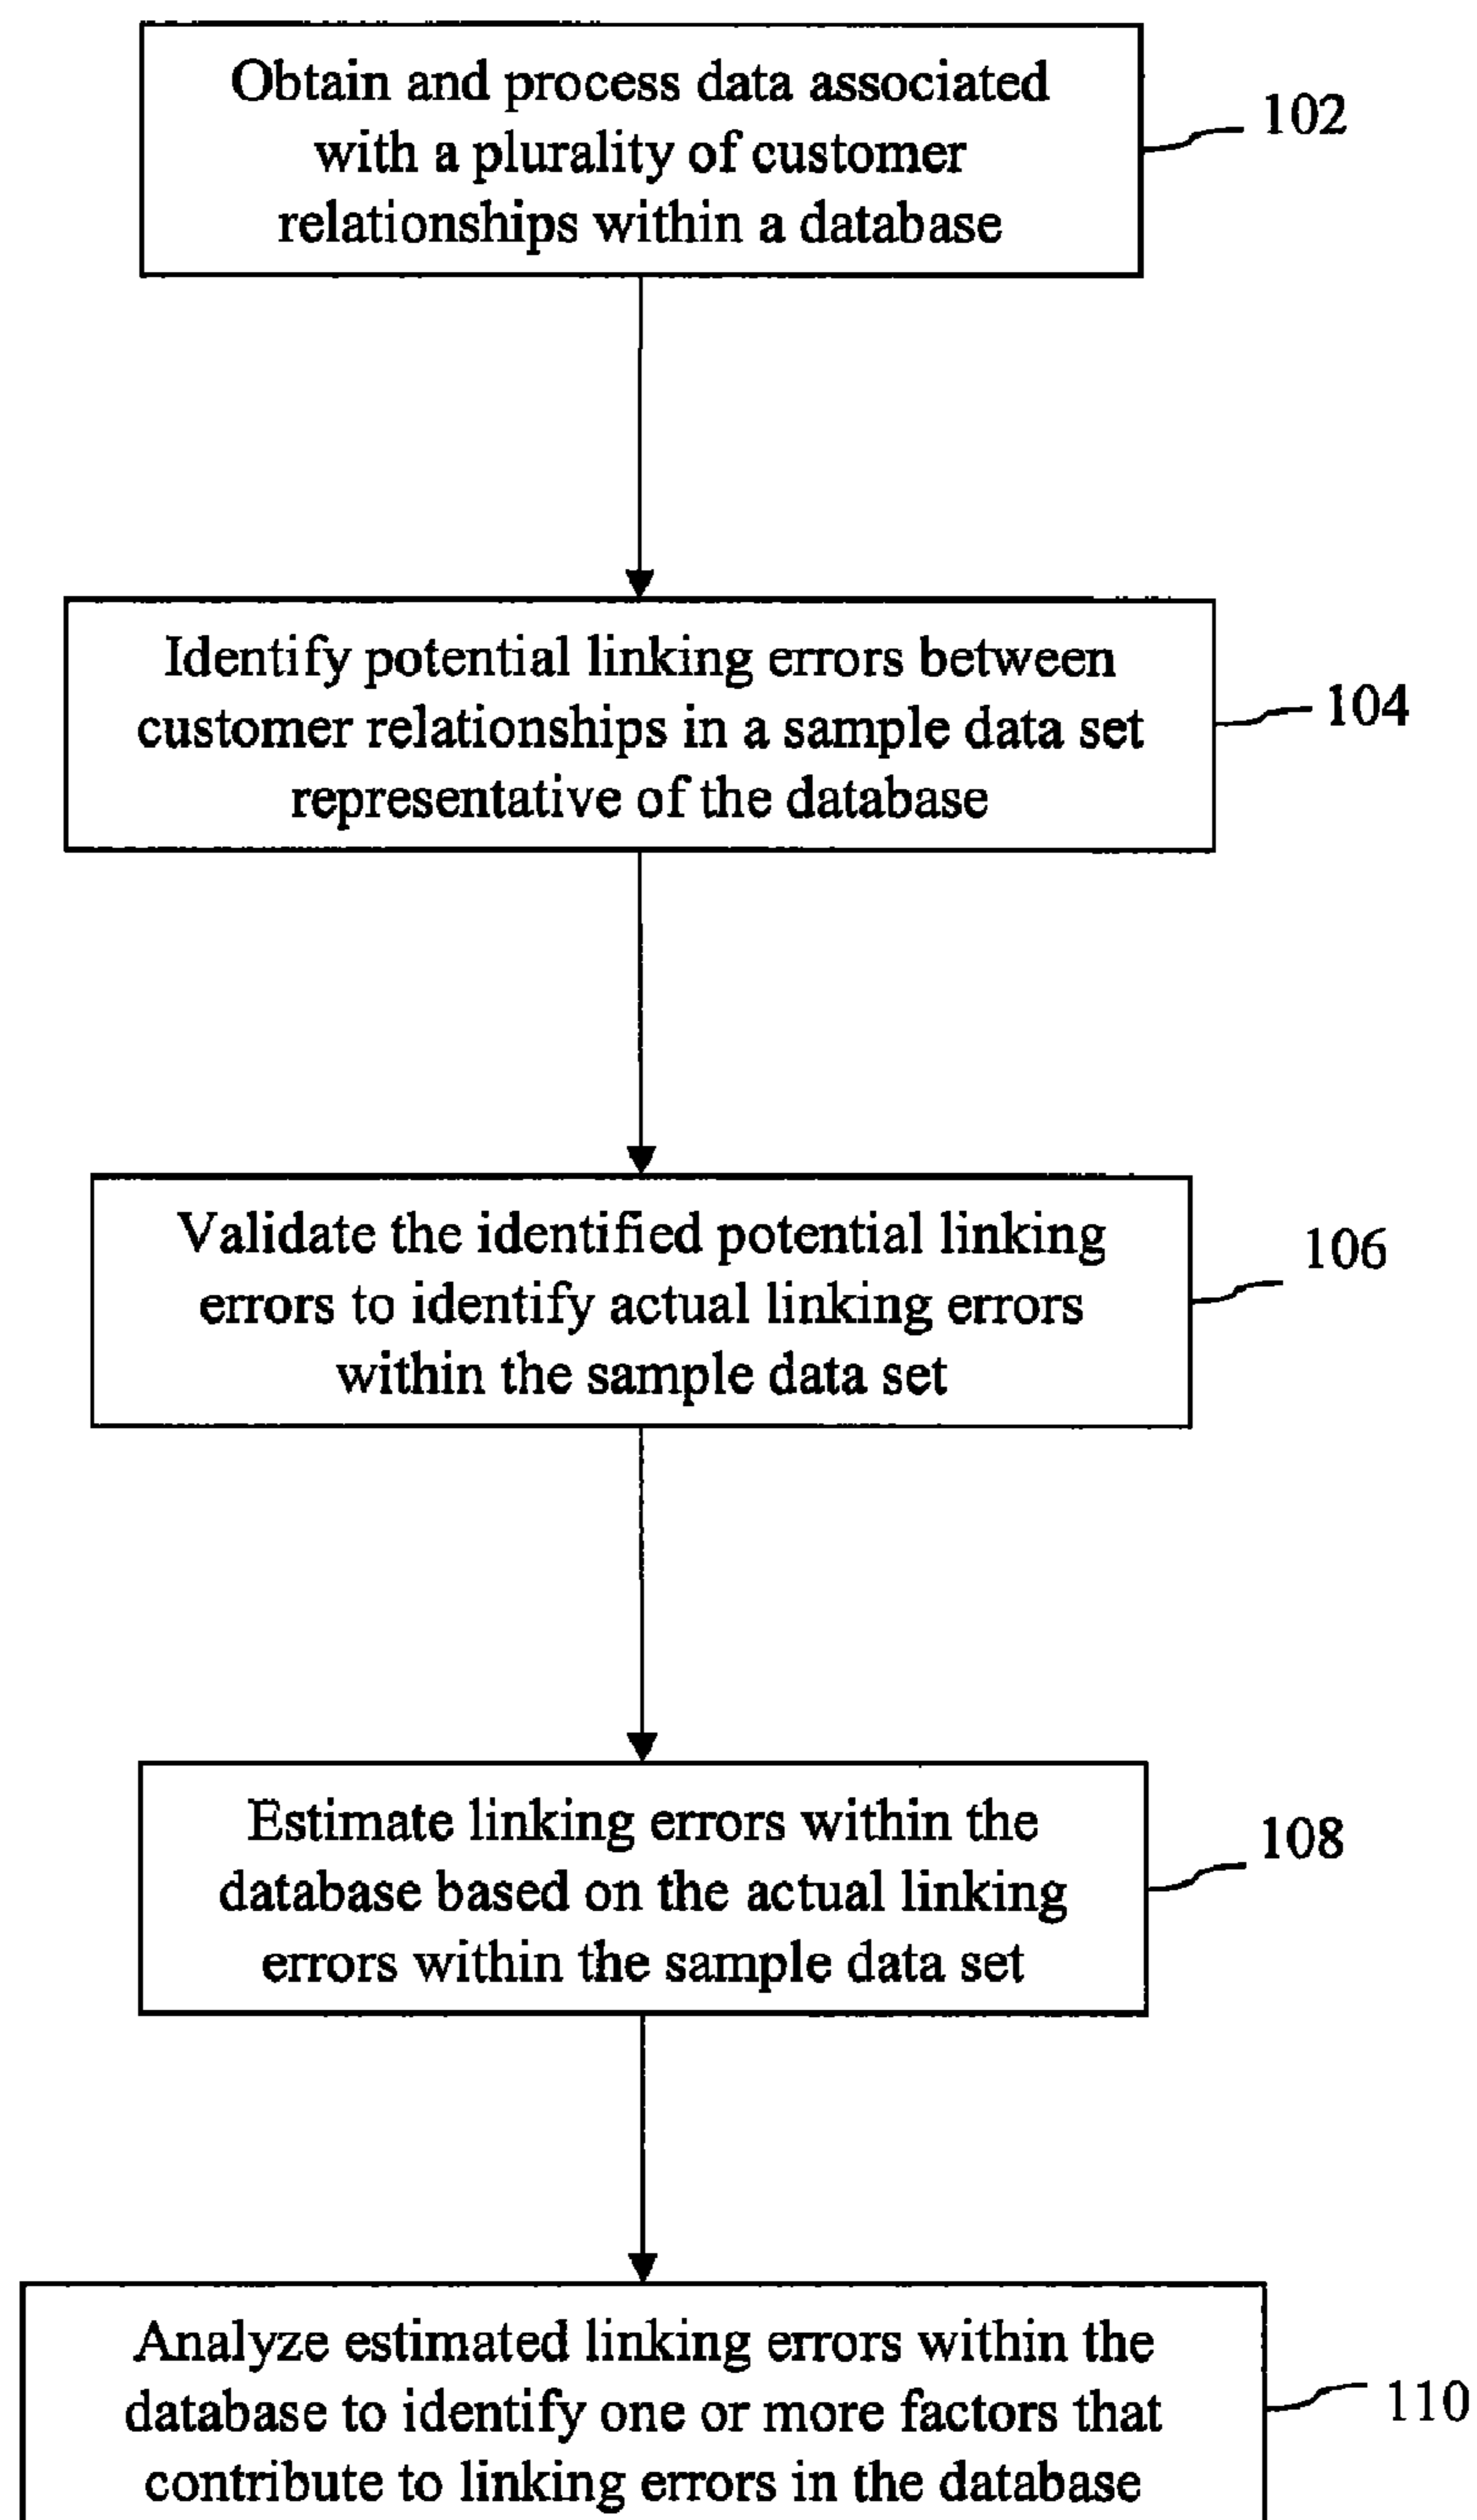 Obtain and process data associated
with a plurality of customer
relationships within a database
102
Identify potential linking errors between
customer relationships in a sample data set
representative of the database
104
Validate the identified potential linking
errors to identify actual linking errors
within the sample data set
106
Estimate linking errors within the
database based on the actual linking
errors within the sample data set
108
Analyze estimated linking errors within the
database to identify one or more factors that
contribute to linking errors in the database
110